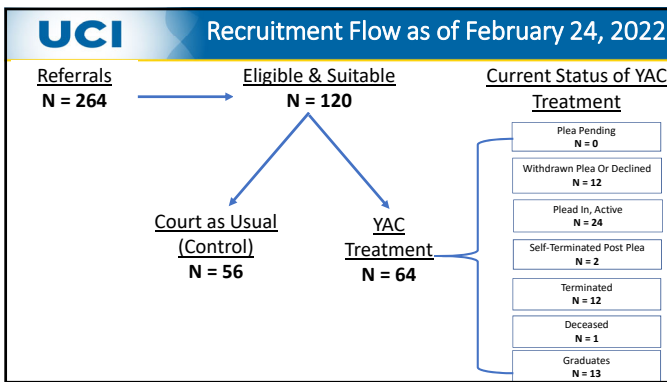 UCI
Recruitment Flow as of February 24, 2022
Referrals
N = 264
Eligible & Suitable
N = 120
Court as Usual
(Control)
N = 56
YAC
Treatment
N = 64
Current Status of YAC
Treatment
Plea Pending
N = 0
Withdrawn Plea Or Declined
N = 12
Plead In, Active
N = 24
Self-Terminated Post Plea
N = 2
Terminated
N = 12
Deceased
N = 1
Graduates
N = 13